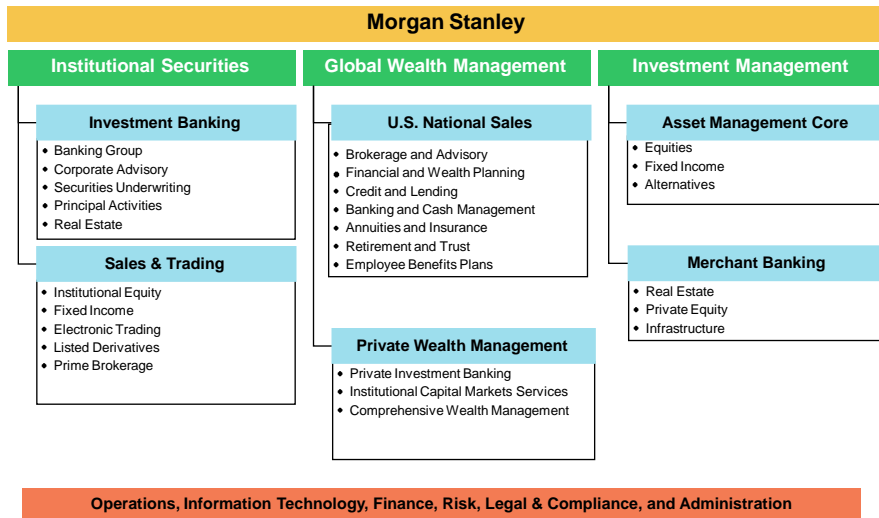 Morgan Stanley
Institutional Securities
Investment Banking
• Banking Group
• Corporate Advisory
• Securities Underwriting
• Principal Activities
• Real Estate
Sales & Trading
• Institutional Equity
• Fixed Income
• Electronic Trading
• Listed Derivatives
• Prime Brokerage
Global Wealth Management
U.S. National Sales
• Brokerage and Advisory
• Financial and Wealth Planning
• Credit and Lending
• Banking and Cash Management
• Annuities and Insurance
• Retirement and Trust
• Employee Benefits Plans
Private Wealth Management
• Private Investment Banking
• Institutional Capital Markets Services
• Comprehensive Wealth Management
Investment Management
Asset Management Core
• Equities
• Fixed Income
• Alternatives
Merchant Banking
• Real Estate
• Private Equity
• Infrastructure
Operations, Information Technology, Finance, Risk, Legal & Compliance, and Administration